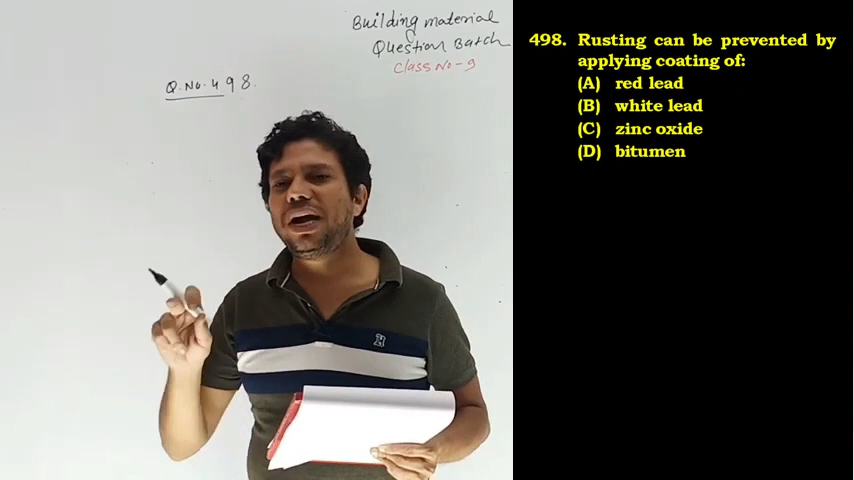 Building material
Question Batch
Class No-9
Q.No.498.
498. Rusting can be prevented by
applying coating of:
(A) red lead
(B) white lead
(C) zinc oxide
(D) bitumen